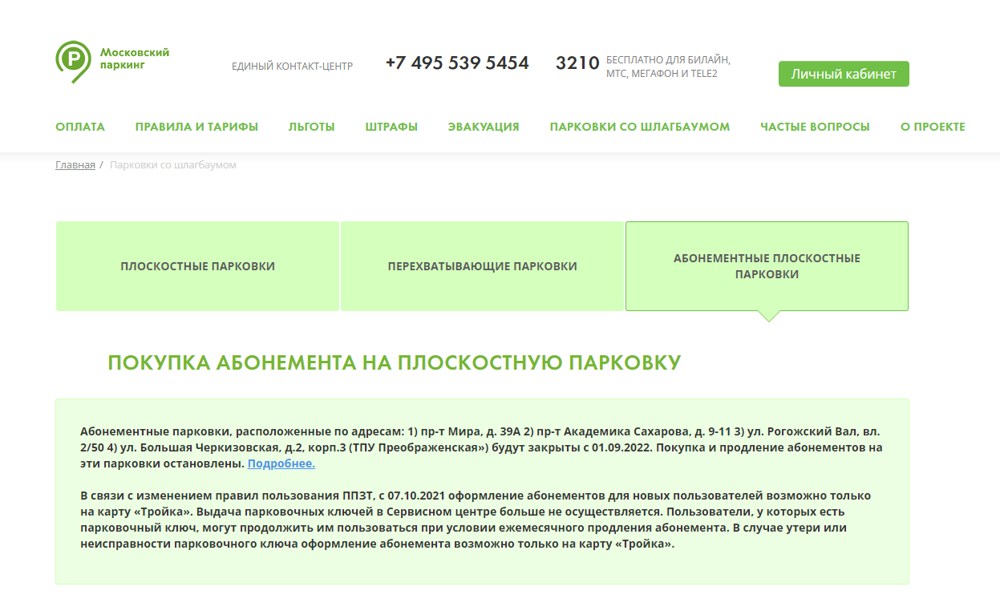 Московский
паркинг
ЕДИНЫЙ КОНТАКТ-ЦЕНТР
+7 495 539 5454
3210
БЕСПЛАТНО ДЛЯ БИЛАЙН,
МТС, МЕГАФОН И TELE2
Личный кабинет
ОПЛАТА ПРАВИЛА И ТАРИФЫ ЛЬГОТЫ ШТРАФЫ ЭВАКУАЦИЯ ПАРКОВКИ СО ШЛАГБАУМОМ ЧАСТЫЕ ВОПРОСЫ О ПРОЕКТЕ
Главная / Парковки со шлагбаумом
ПЛОСКОСТНЫЕ ПАРКОВКИ
ПЕРЕХВАТЫВАЮЩИЕ ПАРКОВКИ
АБОНЕМЕНТНЫЕ ПЛОСКОСТНЫЕ
ПАРКОВКИ
ПОКУПКА АБОНЕМЕНТА НА ПЛОСКОСТНУЮ ПАРКОВКУ
Абонементные парковки, расположенные по адресам: 1) пр-т Мира, д. 39А 2) пр-т Академика Сахарова, д. 9-11 3) ул. Рогожский Вал, вл.
2/50 4) ул. Большая Черкизовская, д.2, корп.3 (ТПУ Преображенская») будут закрыты с 01.09.2022. Покупка и продление абонементов на
эти парковки остановлены. Подробнее.
В связи с изменением правил пользования ППЗТ, с 07.10.2021 оформление абонементов для новых пользователей возможно только
на карту «Тройка». Выдача парковочных ключей в Сервисном центре больше не осуществляется. Пользователи, у которых есть
парковочный ключ, могут продолжить им пользоваться при условии ежемесячного продления абонемента. В случае утери или
неисправности парковочного ключа оформление абонемента возможно только на карту «Тройка».